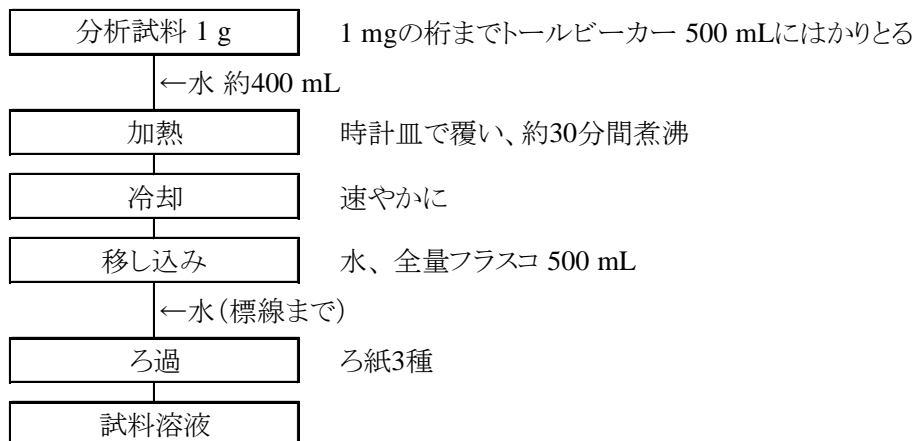 分析試料 1 g 1 mgの桁までトールビーカー 500 mLにはかりとる
←水 約400 mL
加熱 時計皿で覆い、約30分間煮沸
冷却 速やかに
移し込み 水、全量フラスコ 500 mL
←水（標線まで）
ろ過 ろ紙3種
試料溶液